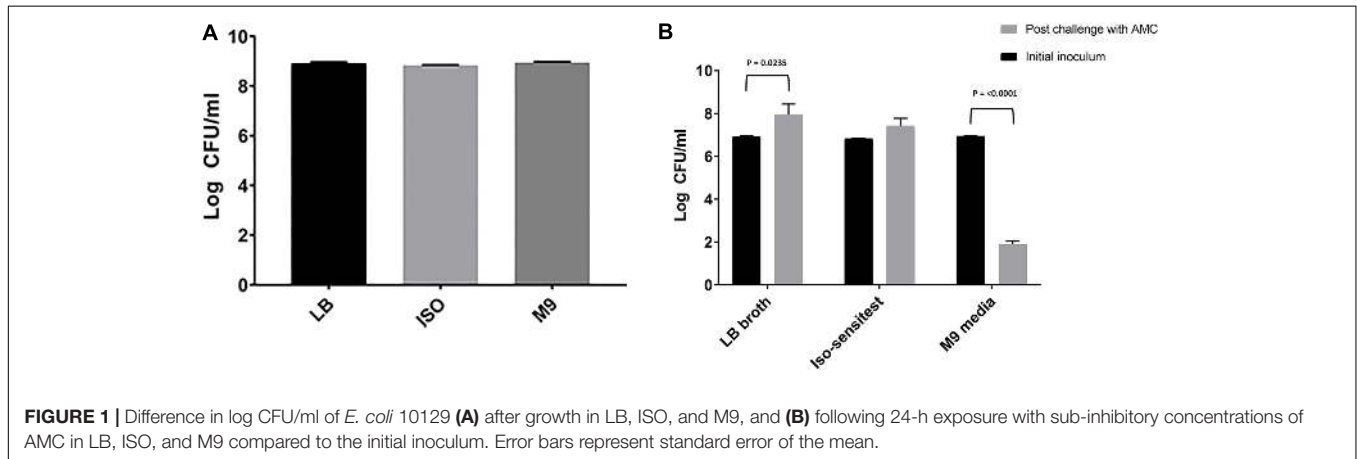 A
10
8
6
4
2
0
Log CFU/ml
LB
ISO
M9
B
Post challenge with AMC
Initial inoculum
P = 0.0235
P = <0.0001
10
8
6
4
2
0
Log CFU/ml
LB broth
Iso-sensitest
M9 media
FIGURE 1 | Difference in log CFU/ml of E. coli 10129 (A) after growth in LB, ISO, and M9, and (B) following 24-h exposure with sub-inhibitory concentrations of
AMC in LB, ISO, and M9 compared to the initial inoculum. Error bars represent standard error of the mean.